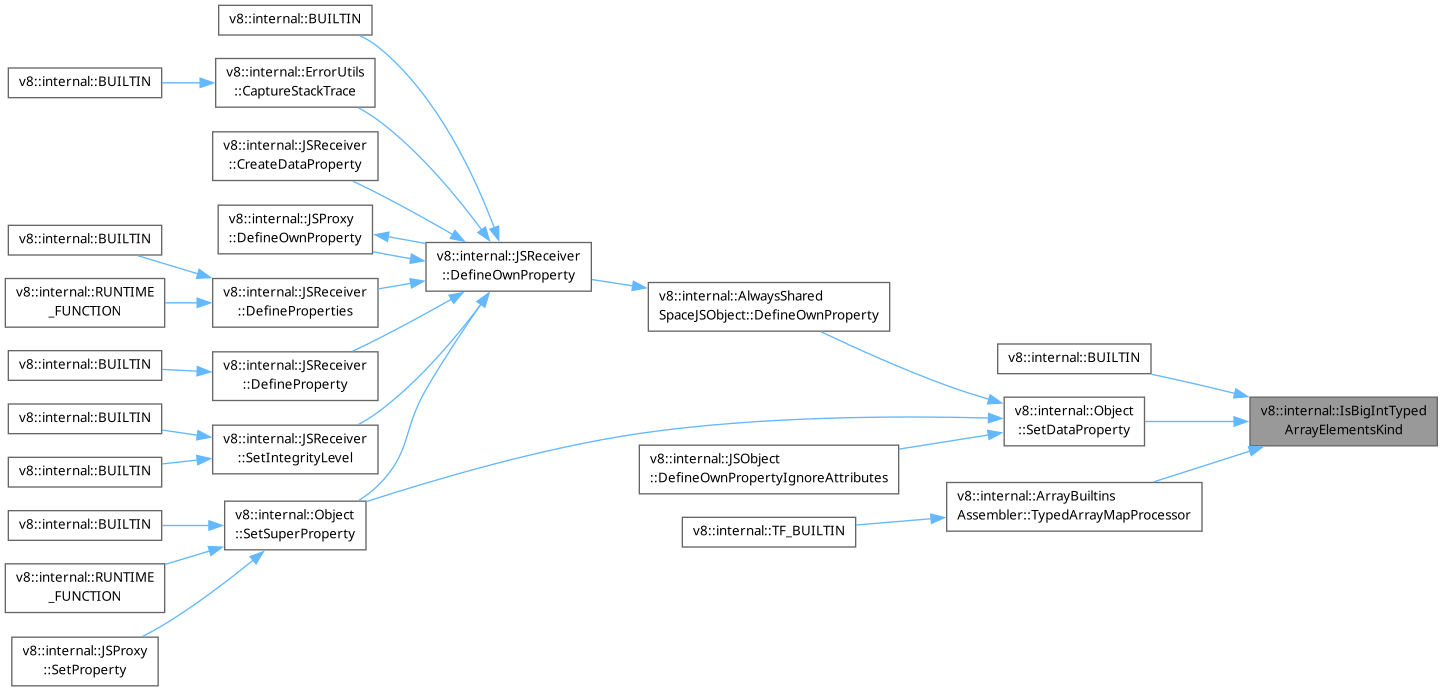 v8::internal::BUILTIN
v8::internal::ErrorUtils
::CaptureStackTrace
v8::internal::BUILTIN
v8::internal::JSReceiver
::CreateDataProperty
v8::internal::JSProxy
::DefineOwnProperty
v8::internal::BUILTIN
v8::internal::JSReceiver
::DefineOwnProperty
v8::internal::RUNTIME
_FUNCTION
v8::internal::JSReceiver
::DefineProperties
v8::internal::AlwaysShared
SpaceJSObject::DefineOwnProperty
v8::internal::BUILTIN
v8::internal::JSReceiver
::DefineProperty
v8::internal::BUILTIN
v8::internal::BUILTIN
v8::internal::JSReceiver
::SetIntegrityLevel
v8::internal::Object
::SetDataProperty
v8::internal::IsBigIntTyped
ArrayElementsKind
v8::internal::BUILTIN
v8::internal::JSObject
::DefineOwnPropertyIgnoreAttributes
v8::internal::ArrayBuiltins
Assembler::TypedArrayMapProcessor
v8::internal::BUILTIN
v8::internal::Object
::SetSuperProperty
v8::internal::TF_BUILTIN
v8::internal::RUNTIME
_FUNCTION
v8::internal::JSProxy
::SetProperty